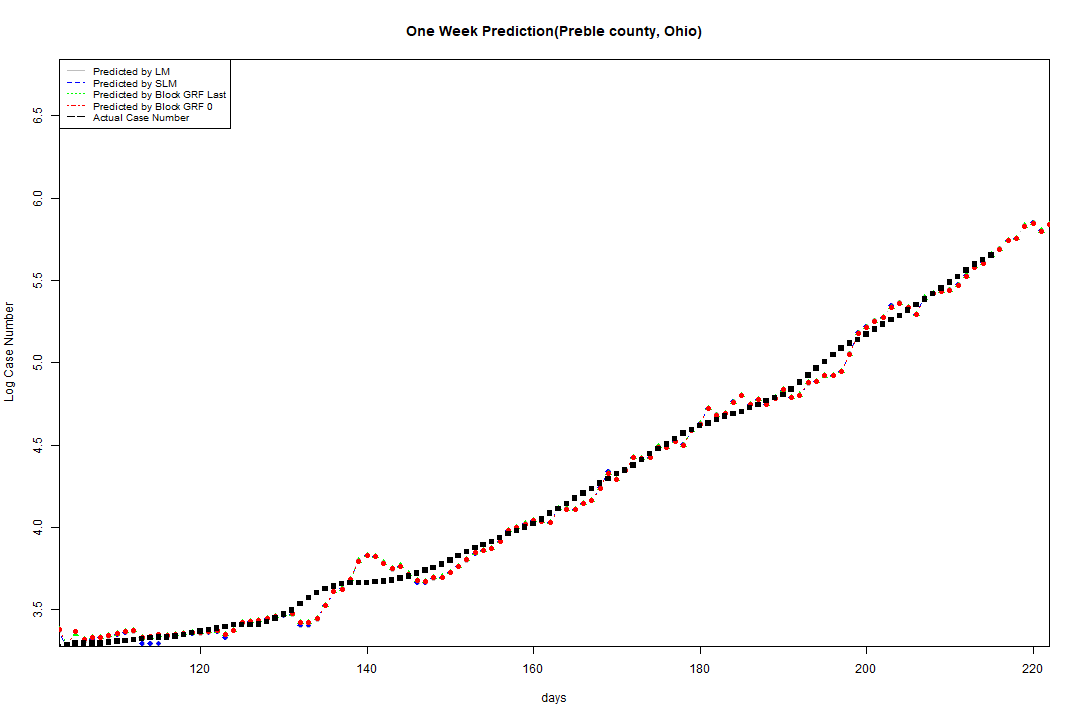 One Week Prediction(Preble county, Ohio)
Predicted by LM
Predicted by SLM
Predicted by Block GRF Last
Predicted by Block GRF 0
Actual Case Number
Log Case Number
6.5
6.0
5.5
5.0
4.5
4.0
3.5
120 140 160 180 200 220
days